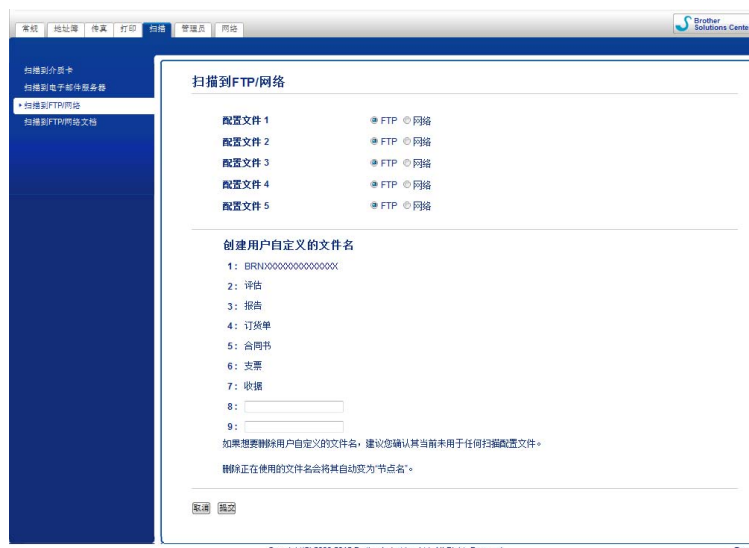 常规 地址簿 传真 打印 扫描 管理员 网络
Brother
Solutions Cente
扫描到介质卡
扫描到电子邮件服务器
扫描到FTP/网络
扫描到FTP/网络文档
扫描到FTP/网络
配置文件 1 FTP 网络
配置文件 2 FTP 网络
配置文件 3 FTP 网络
配置文件 4 FTP 网络
配置文件 5 FTP 网络
创建用户自定义的文件名
1: BRNXXXXXXXXXXXXX
2: 评估
3: 报告
4: 订货单
5: 合同书
6: 支票
7: 收据
8:
9:
如果想要删除用户自定义的文件名，建议您确认其当前未用于任何扫描配置文件。
删除正在使用的文件名会将其自动变为“节点名”。
取消 提交